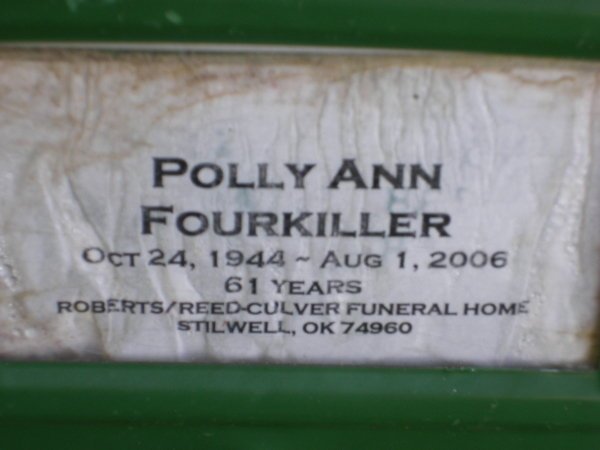 Polly Ann
Fourkiller
Oct 24, 1944 ~ Aug 1, 2006
61 years
Roberts/Reed-Culver Funeral Home
Stilwell, OK 74960